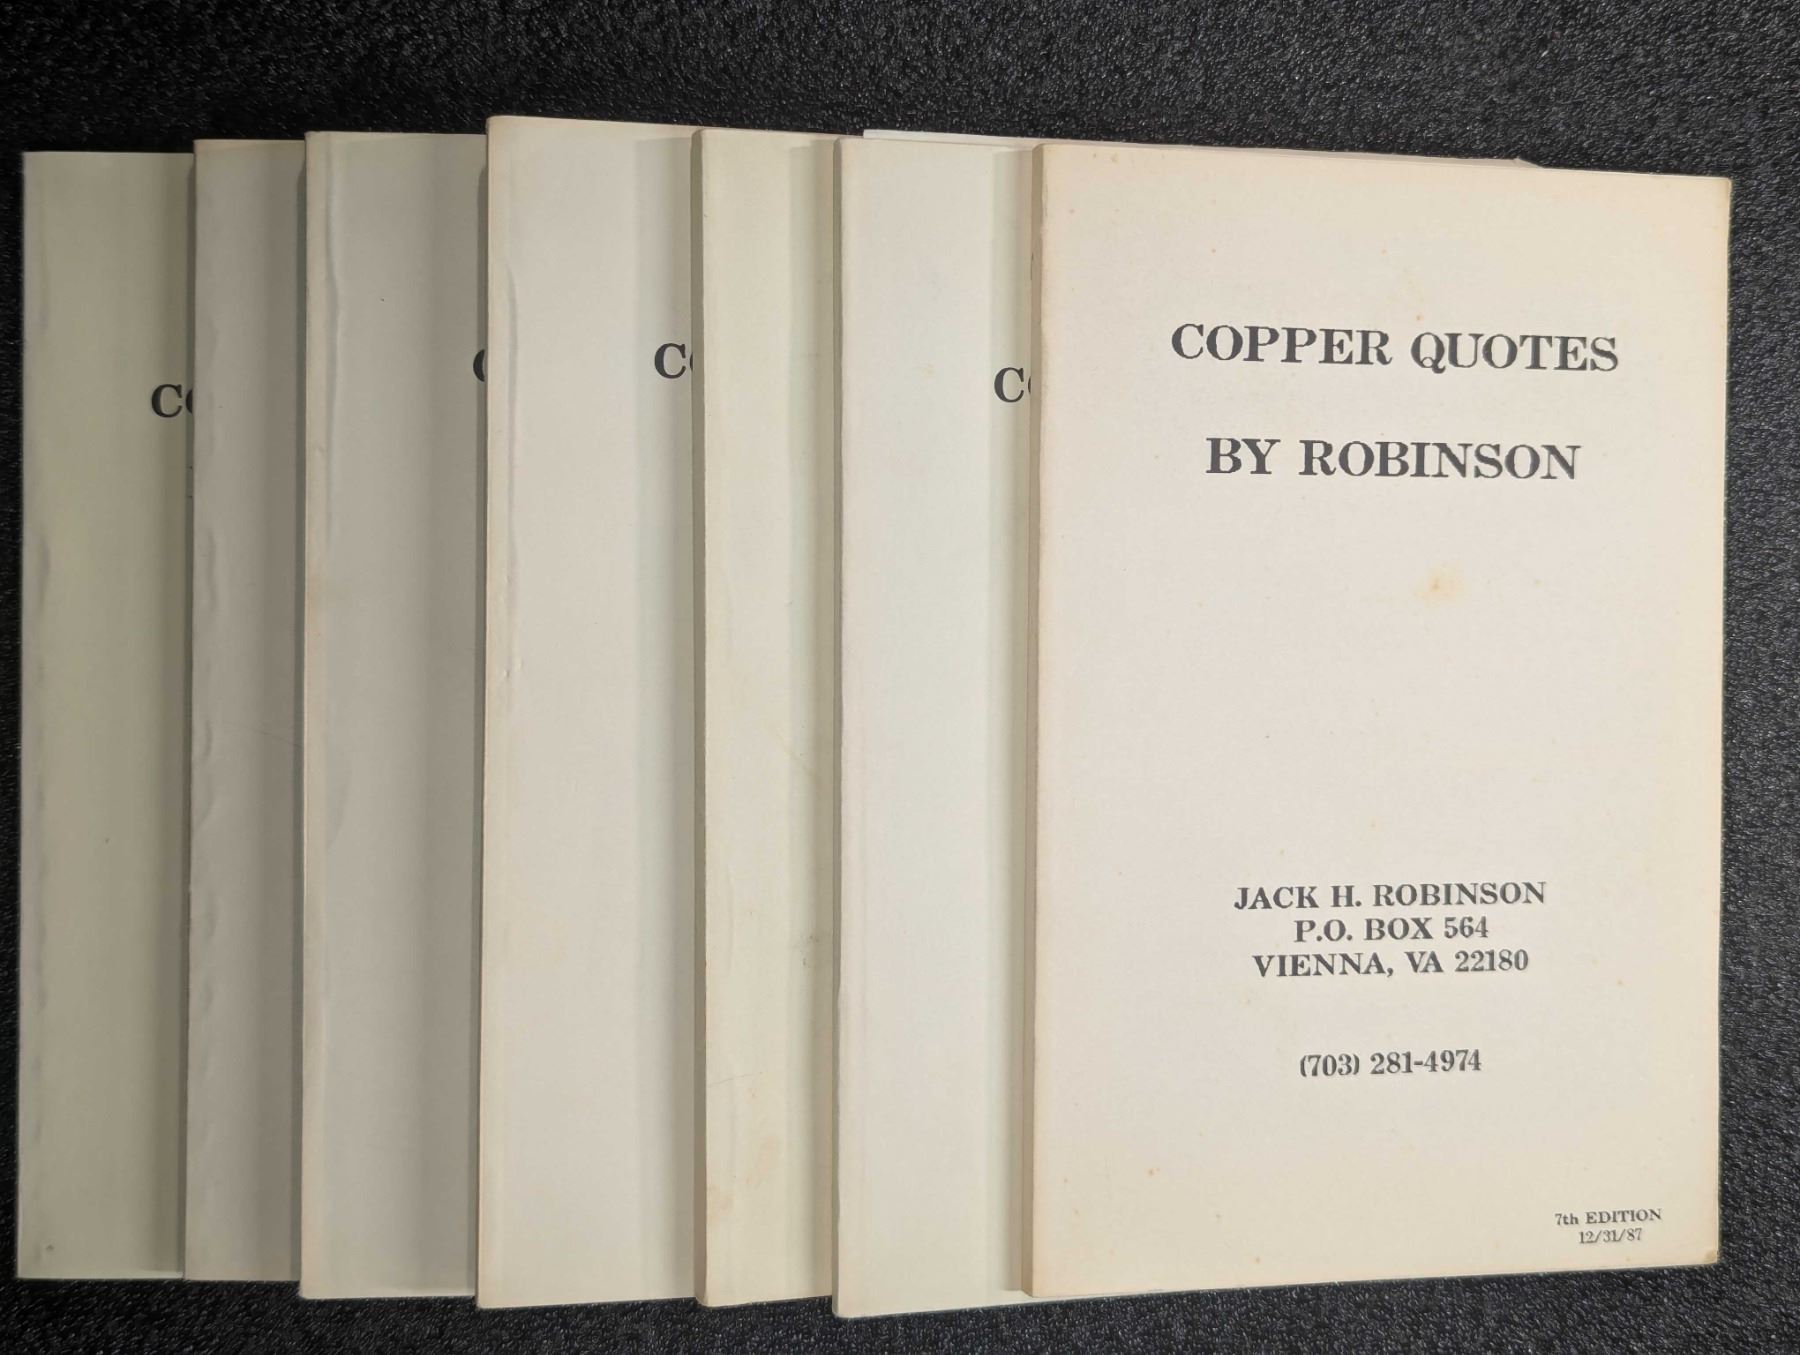 COPPER QUOTES
BY ROBINSON
JACK H. ROBINSON
P.O. BOX 564
VIENNA, VA 22180
(703) 281-4974
7th EDITION
12/31/87